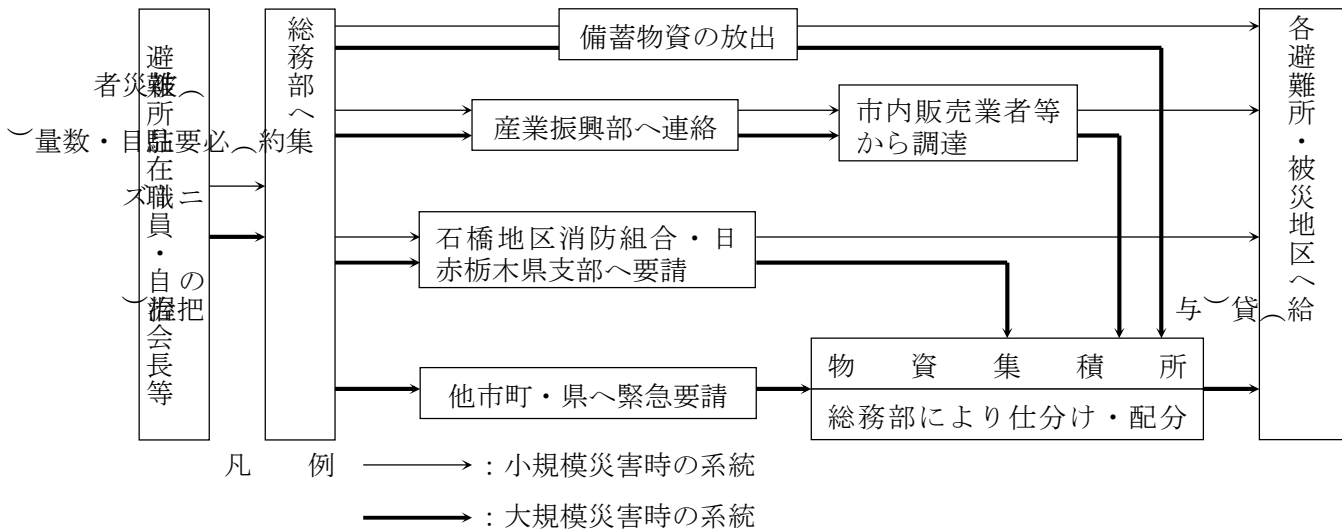 避難所駐在職員・自治会長等
（被災者
ニーズ
の
把握）
総務部へ
集約（必要品目・数量）
備蓄物資の放出
産業振興部へ連絡
市内販売業者等
から調達
石橋地区消防組合・日
赤栃木県支部へ要請
他市町・県へ緊急要請
物資集積所
総務部により仕分け・配分
各避難所・被災地区へ給
（貸）与
凡 例
：小規模災害時の系統
：大規模災害時の系統